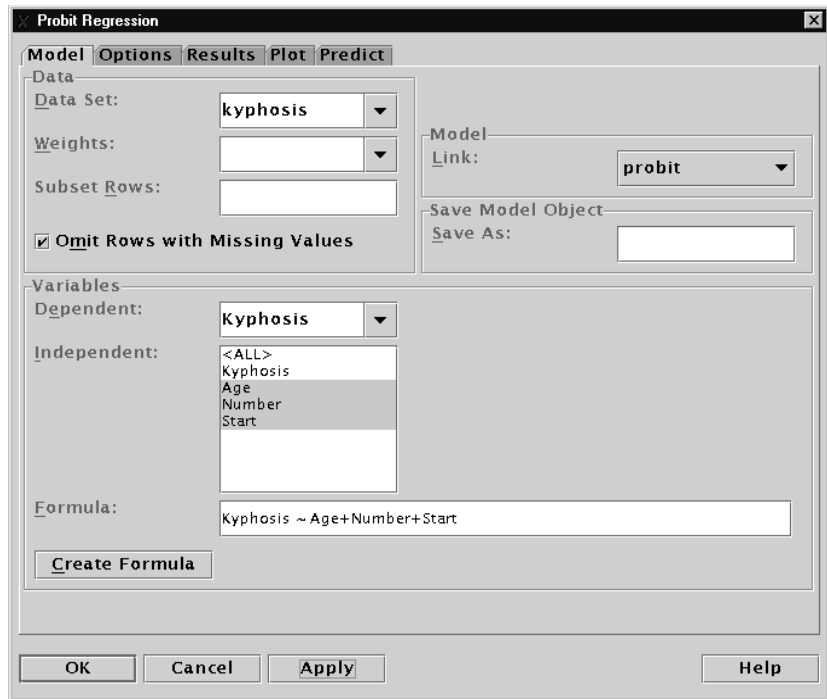 Probit Regression
Model Options Results Plot Predict
Data
Data Set:
kyphosis
Weights:
Subset Rows:
Omit Rows with Missing Values
Model
Link:
probit
Save Model Object
Save As:
Variables
Dependent:
Kyphosis
Independent:
<ALL>
Kyphosis
Age
Number
Start
Formula:
Kyphosis ~ Age+Number+Start
Create Formula
OK Cancel Apply Help